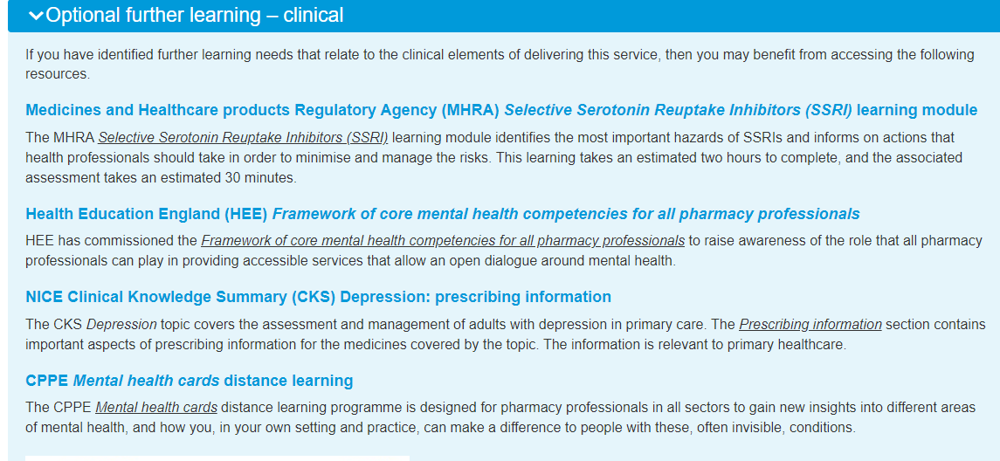 Optional further learning – clinical
If you have identified further learning needs that relate to the clinical elements of delivering this service, then you may benefit from accessing the following
resources.
Medicines and Healthcare products Regulatory Agency (MHRA) Selective Serotonin Reuptake Inhibitors (SSRI) learning module
The MHRA Selective Serotonin Reuptake Inhibitors (SSRI) learning module identifies the most important hazards of SSRIs and informs on actions that
health professionals should take in order to minimise and manage the risks. This learning takes an estimated two hours to complete, and the associated
assessment takes an estimated 30 minutes.
Health Education England (HEE) Framework of core mental health competencies for all pharmacy professionals
HEE has commissioned the Framework of core mental health competencies for all pharmacy professionals to raise awareness of the role that all pharmacy
professionals can play in providing accessible services that allow an open dialogue around mental health.
NICE Clinical Knowledge Summary (CKS) Depression: prescribing information
The CKS Depression topic covers the assessment and management of adults with depression in primary care. The Prescribing information section contains
important aspects of prescribing information for the medicines covered by the topic. The information is relevant to primary healthcare.
CPPE Mental health cards distance learning
The CPPE Mental health cards distance learning programme is designed for pharmacy professionals in all sectors to gain new insights into different areas
of mental health, and how you, in your own setting and practice, can make a difference to people with these, often invisible, conditions.